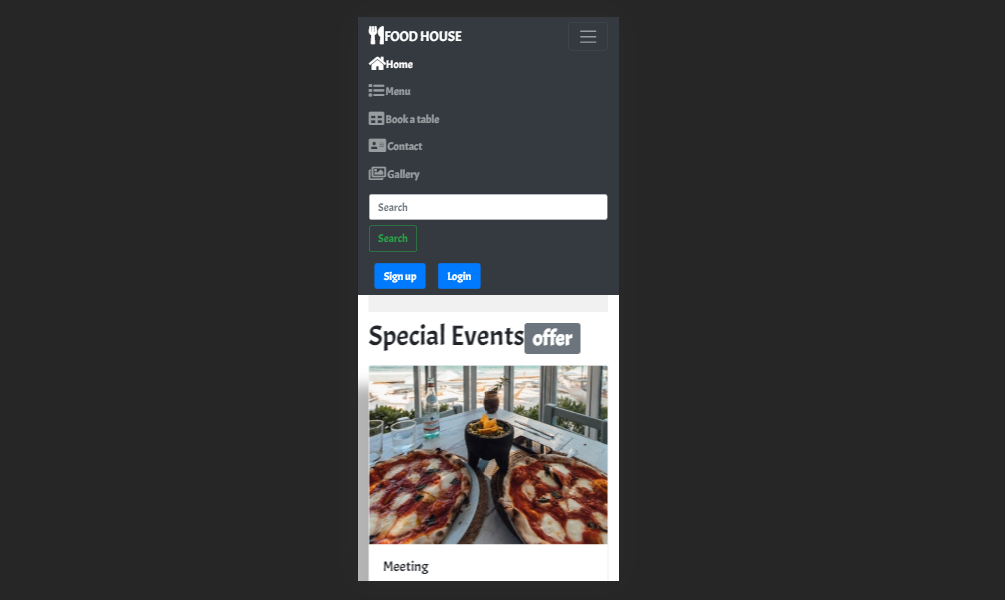 FOOD HOUSE
Home
Menu
Book a table
Contact
Gallery
Search
Search
Sign up Login
Special Events offer
Meeting